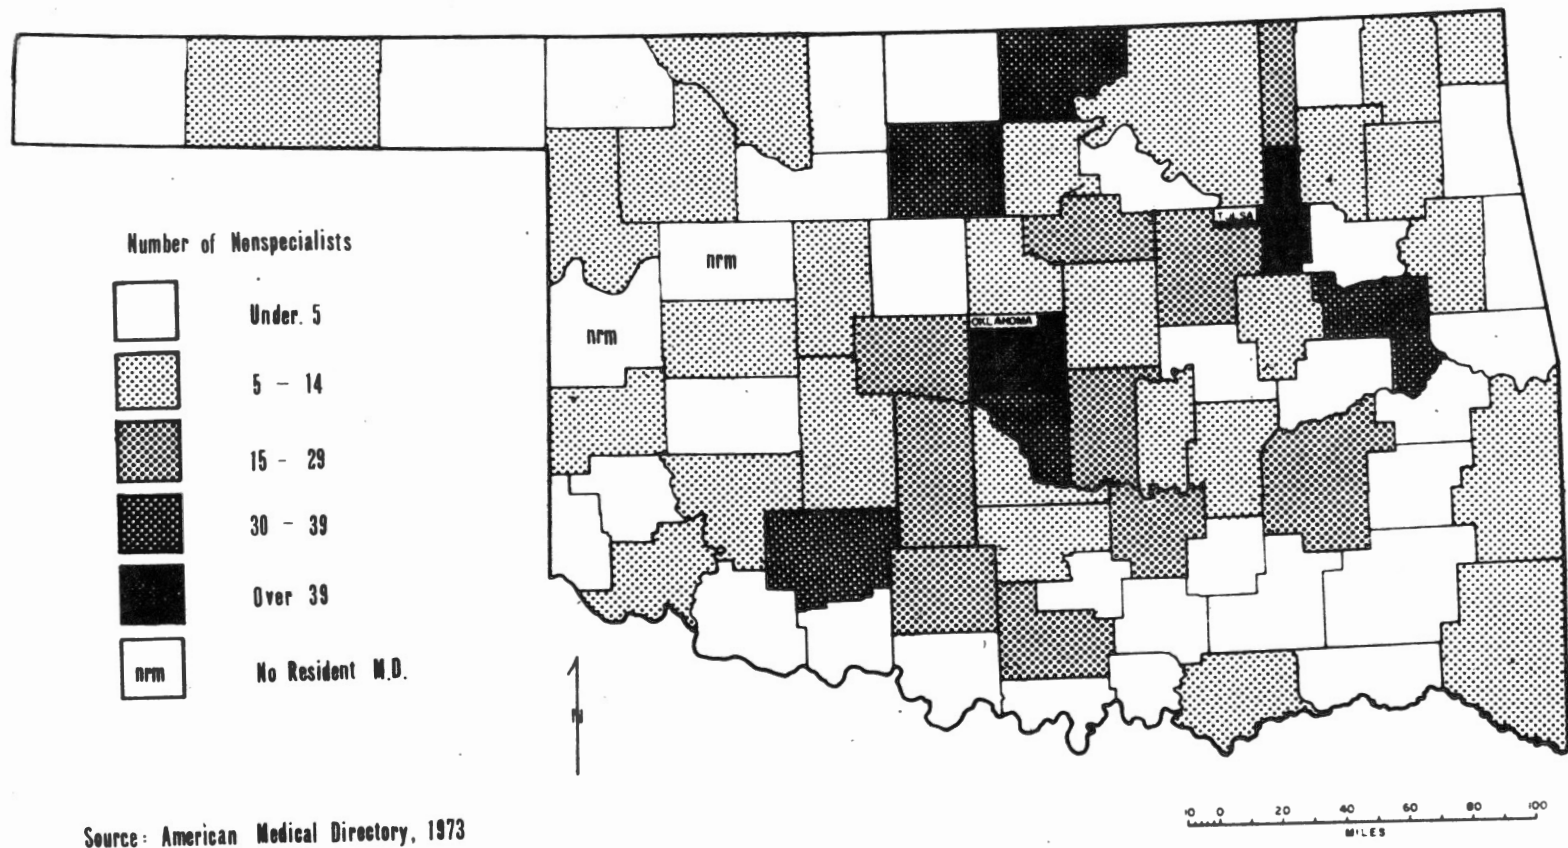 TULSA
nrm
nrm
OKLAHOMA
Number of Nonspecialists
Under. 5
5 - 14
15 - 29
30 - 39
Over 39
nrm No Resident M.D.
N
10 0 20 40 60 80 100
MILES
Source: American Medical Directory, 1973